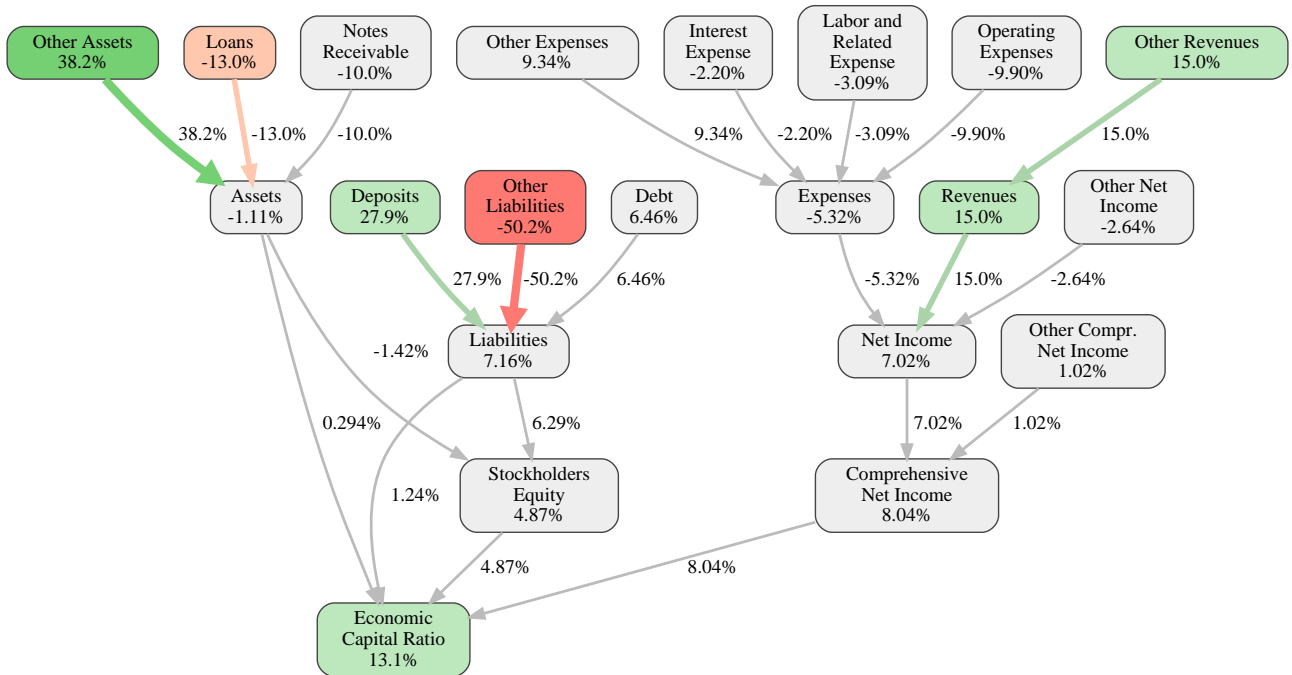 Other Assets
38.2%
Loans
-13.0%
Notes
Receivable
-10.0%
Other Expenses
9.34%
Interest
Expense
-2.20%
Labor and
Related
Expense
-3.09%
Operating
Expenses
-9.90%
Other Revenues
15.0%
38.2%
-13.0%
-10.0%
9.34%
-2.20%
-3.09%
-9.90%
15.0%
Assets
-1.11%
Deposits
27.9%
Other
Liabilities
-50.2%
Debt
6.46%
Expenses
-5.32%
Revenues
15.0%
Other Net
Income
-2.64%
27.9%
-50.2%
6.46%
-5.32%
15.0%
-2.64%
-1.42%
Liabilities
7.16%
Net Income
7.02%
Other Compr.
Net Income
1.02%
0.294%
6.29%
7.02%
1.02%
1.24%
Stockholders
Equity
4.87%
Comprehensive
Net Income
8.04%
4.87%
8.04%
Economic
Capital Ratio
13.1%